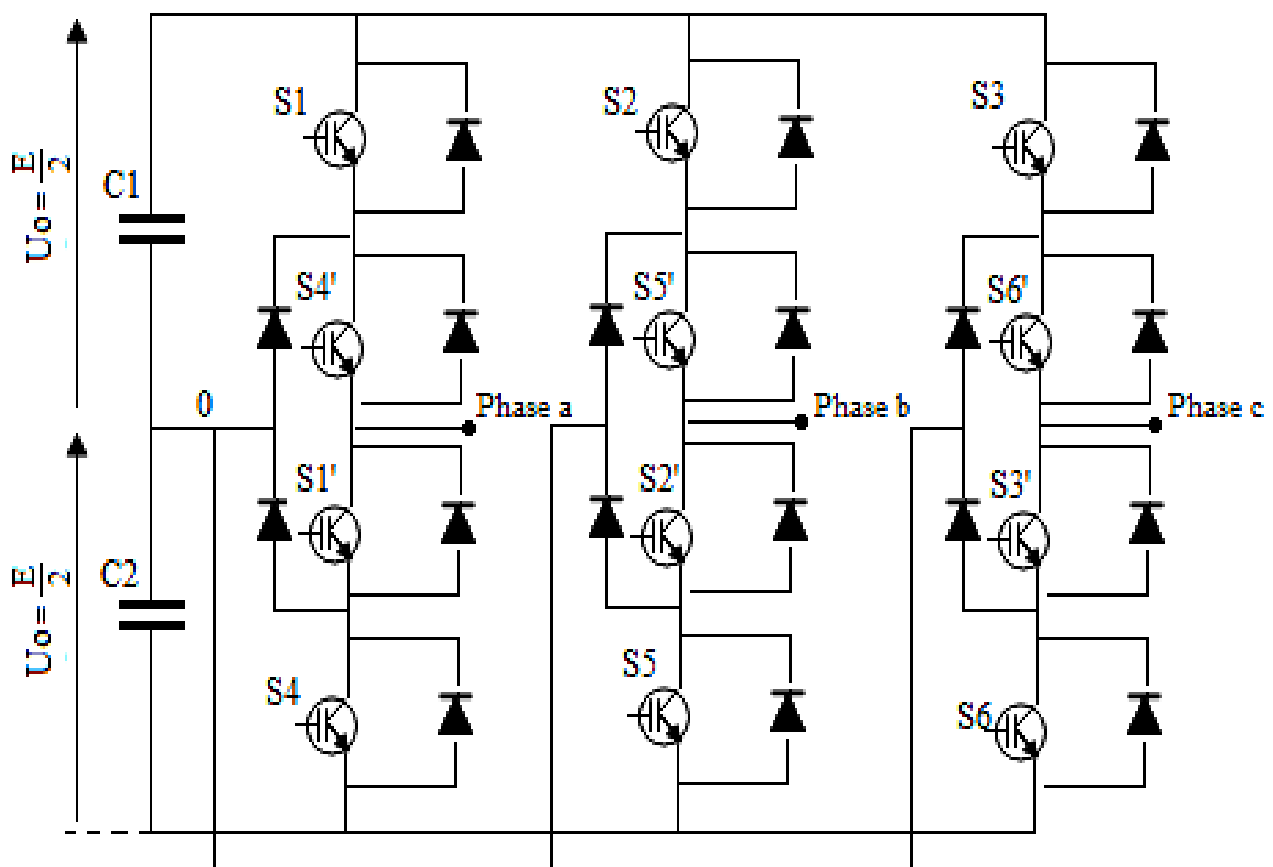 S1
S2
S3
Uo = E/2
C1
S4'
S5'
S6'
0
Phase a
Phase b
Phase c
S1'
S2'
S3'
Uo = E/2
C2
S4
S5
S6